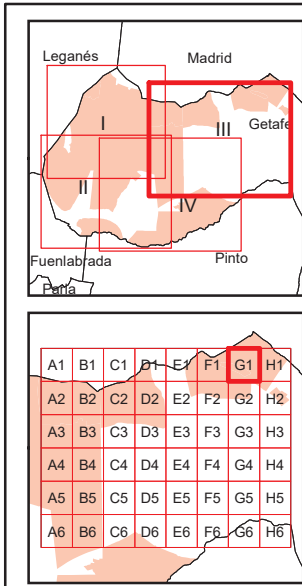 Leganés Madrid
I III
Getafe
II
IV
Fuenlabrada Pinto
Parla
A1 B1 C1 D1 E1 F1 G1 H1
A2 B2 C2 D2 E2 F2 G2 H2
A3 B3 C3 D3 E3 F3 G3 H3
A4 B4 C4 D4 E4 F4 G4 H4
A5 B5 C5 D5 E5 F5 G5 H5
A6 B6 C6 D6 E6 F6 G6 H6